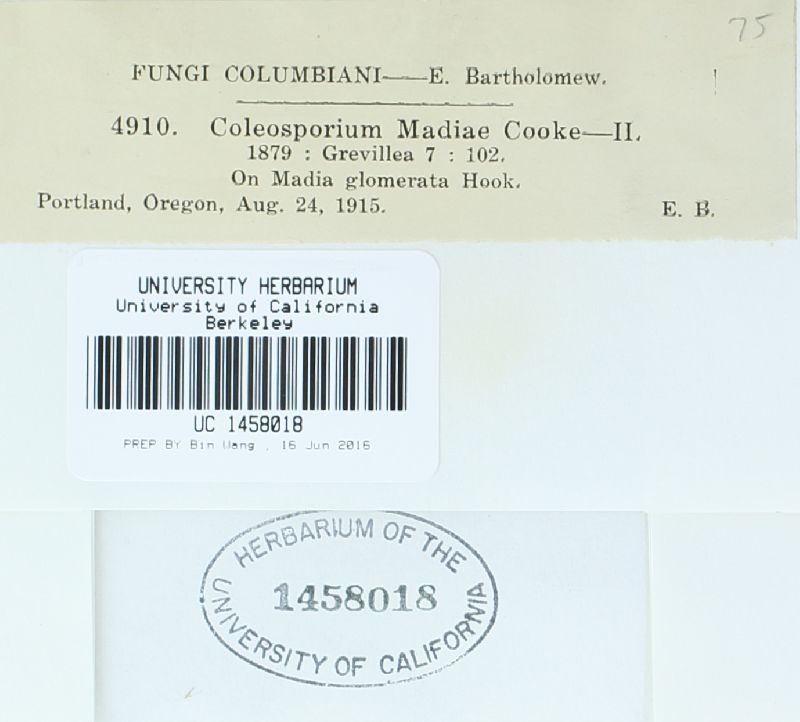 75
FUNGI COLUMBIANI——E. Bartholomew.
4910. Coleosporium Madiae Cooke—II.
1879 : Grevillea 7 : 102.
On Madia glomerata Hook.
Portland, Oregon, Aug. 24, 1915. E. B.
UNIVERSITY HERBARIUM
University of California
Berkeley
UC 1458018
PREP BY Bin Wang , 16 Jun 2016
HERBARIUM OF THE
1458018
UNIVERSITY OF CALIFORNIA